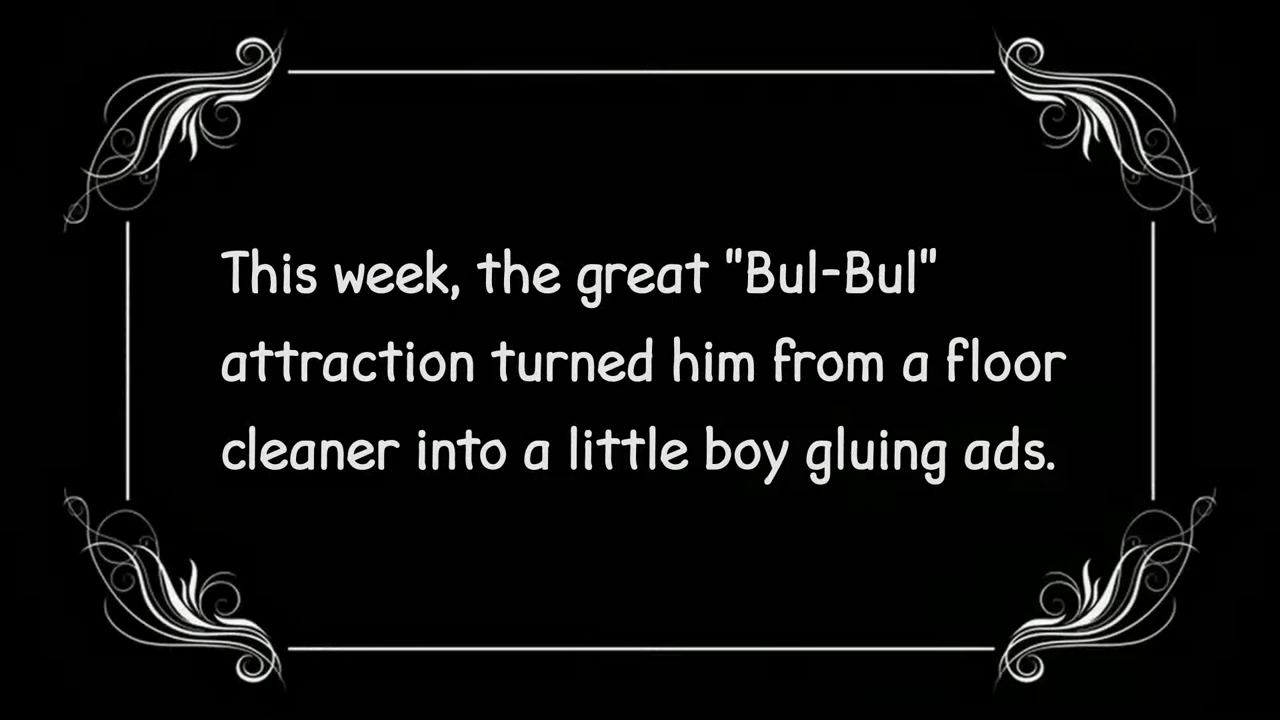 This week, the great "Bul-Bul"
attraction turned him from a floor
cleaner into a little boy gluing ads.